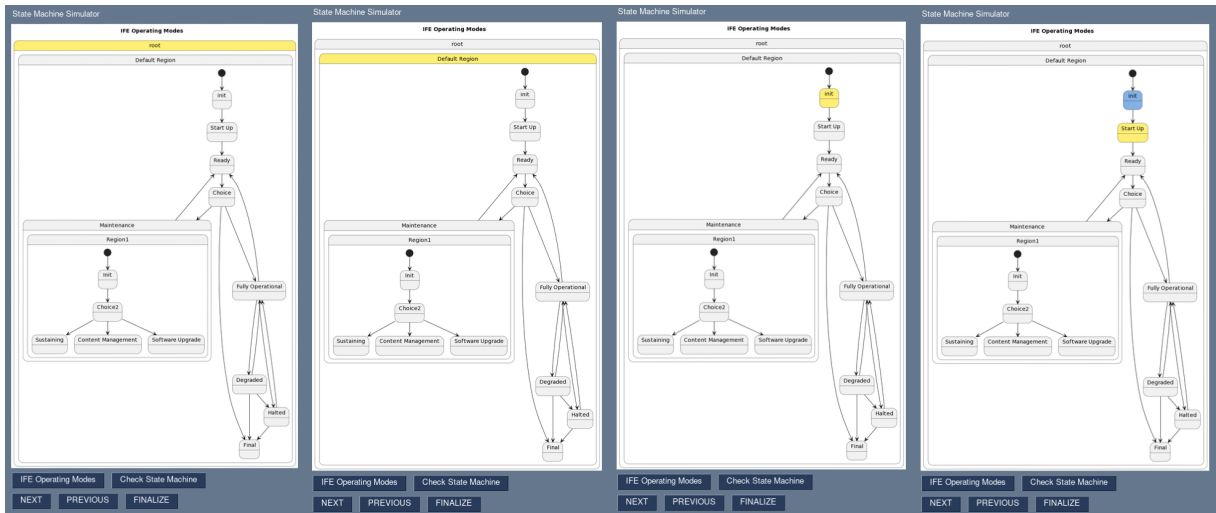 State Machine Simulator
IFE Operating Modes
root
Default Region
init
Start Up
Ready
Choice
Maintenance
Region1
Init
Choice2
Fully Operational
Sustaining
Content Management
Software Upgrade
Degraded
Halted
Final
IFE Operating Modes
Check State Machine
NEXT
PREVIOUS
FINALIZE
State Machine Simulator
IFE Operating Modes
root
Default Region
init
Start Up
Ready
Choice
Maintenance
Region1
Init
Choice2
Fully Operational
Sustaining
Content Management
Software Upgrade
Degraded
Halted
Final
IFE Operating Modes
Check State Machine
NEXT
PREVIOUS
FINALIZE
State Machine Simulator
IFE Operating Modes
root
Default Region
init
Start Up
Ready
Choice
Maintenance
Region1
Init
Choice2
Fully Operational
Sustaining
Content Management
Software Upgrade
Degraded
Halted
Final
IFE Operating Modes
Check State Machine
NEXT
PREVIOUS
FINALIZE
State Machine Simulator
IFE Operating Modes
root
Default Region
init
Start Up
Ready
Choice
Maintenance
Region1
Init
Choice2
Fully Operational
Sustaining
Content Management
Software Upgrade
Degraded
Halted
Final
IFE Operating Modes
Check State Machine
NEXT
PREVIOUS
FINALIZE